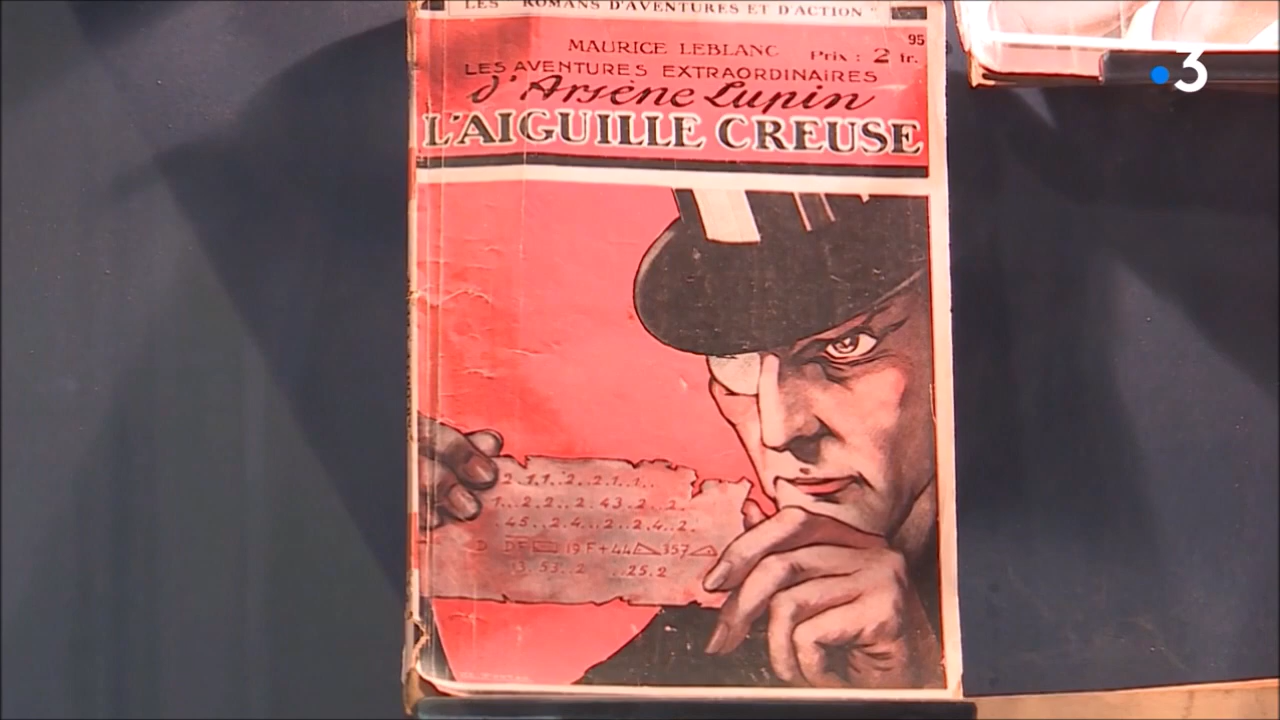 LES "ROMANS D'AVENTURES ET D'ACTION"
95
MAURICE LEBLANC Prix : 2 fr.
LES AVENTURES EXTRAORDINAIRES
d'Arsène Lupin
L'AIGUILLE CREUSE
2.1.1..2..2.1..1..
1..2.2..2.43.2..2.
.45..2.4...2..2.4..2.
D DF 19 F+44 357
13.53..2 ..25.2
3